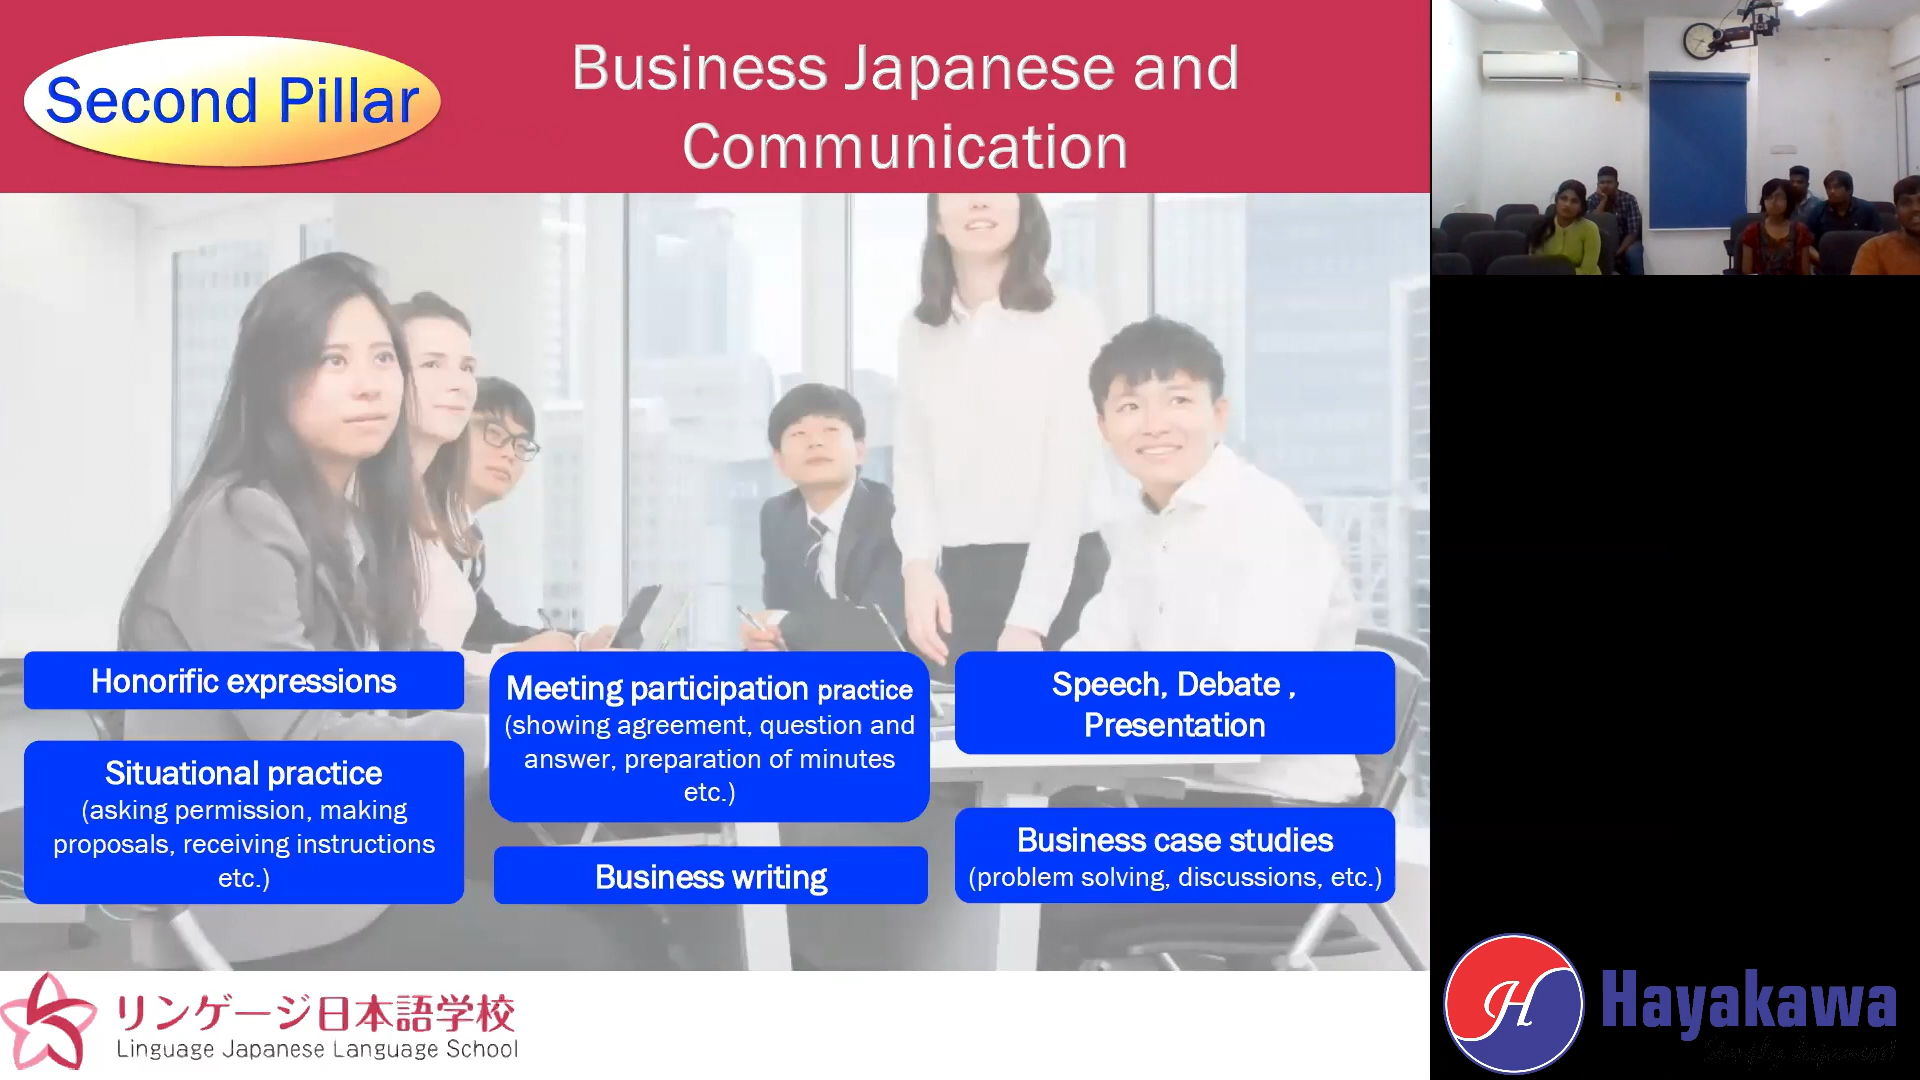 Second Pillar
Business Japanese and
Communication
Honorific expressions
Situational practice
(asking permission, making
proposals, receiving instructions
etc.)
Meeting participation practice
(showing agreement, question and
answer, preparation of minutes
etc.)
Business writing
Speech, Debate ,
Presentation
Business case studies
(problem solving, discussions, etc.)
リンゲージ日本語学校
Linguage Japanese Language School
H
Hayakawa